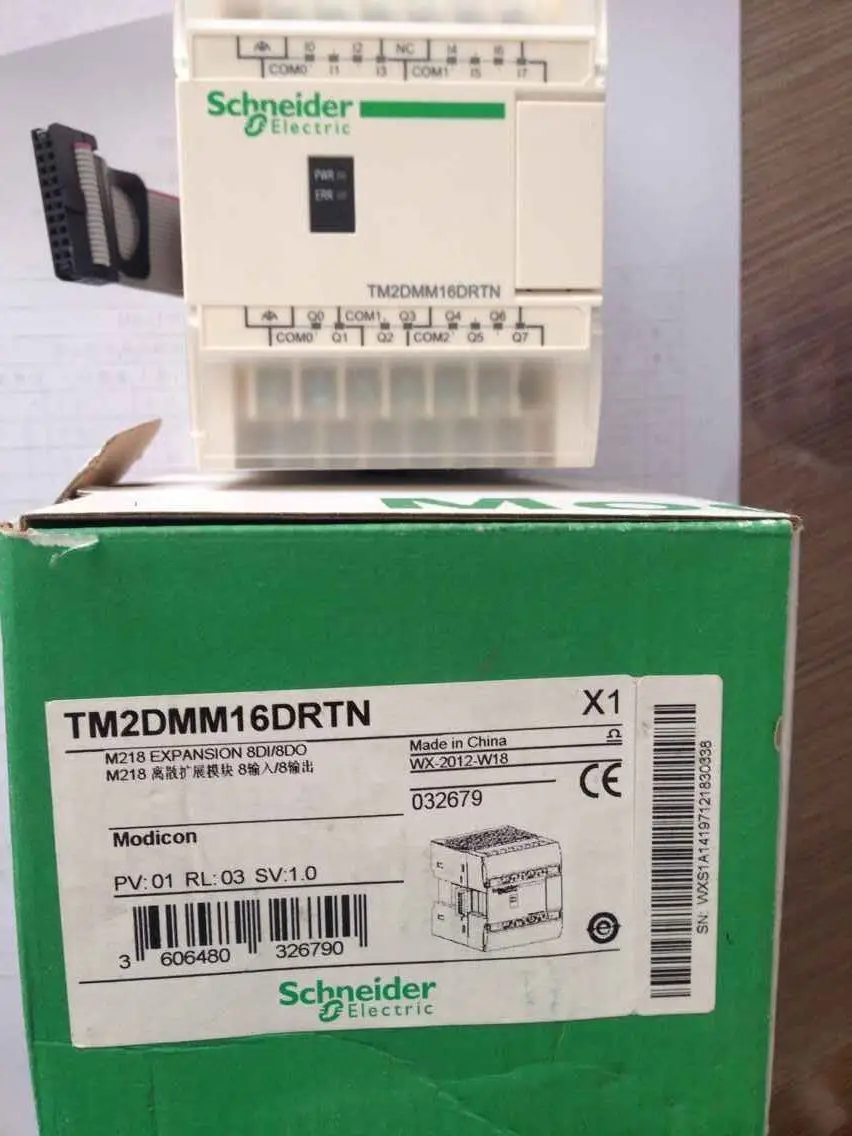 I0 I2 NC I4 I6
COM0 I1 I3 COM1 I5 I7
Schneider
Electric
PWR
ERR
TM2DMM16DRTN
Q0 COM1 Q3 Q4 Q6
COM0 Q1 Q2 COM2 Q5 Q7
TM2DMM16DRTN
X1
M218 EXPANSION 8DI/8DO
M218 离散扩展模块 8输入/8输出
Made in China
WX-2012-W18
032679
CE
Modicon
PV:01 RL:03 SV:1.0
3 606480 326790
Schneider
Electric
SN: WXS1A14197121830338